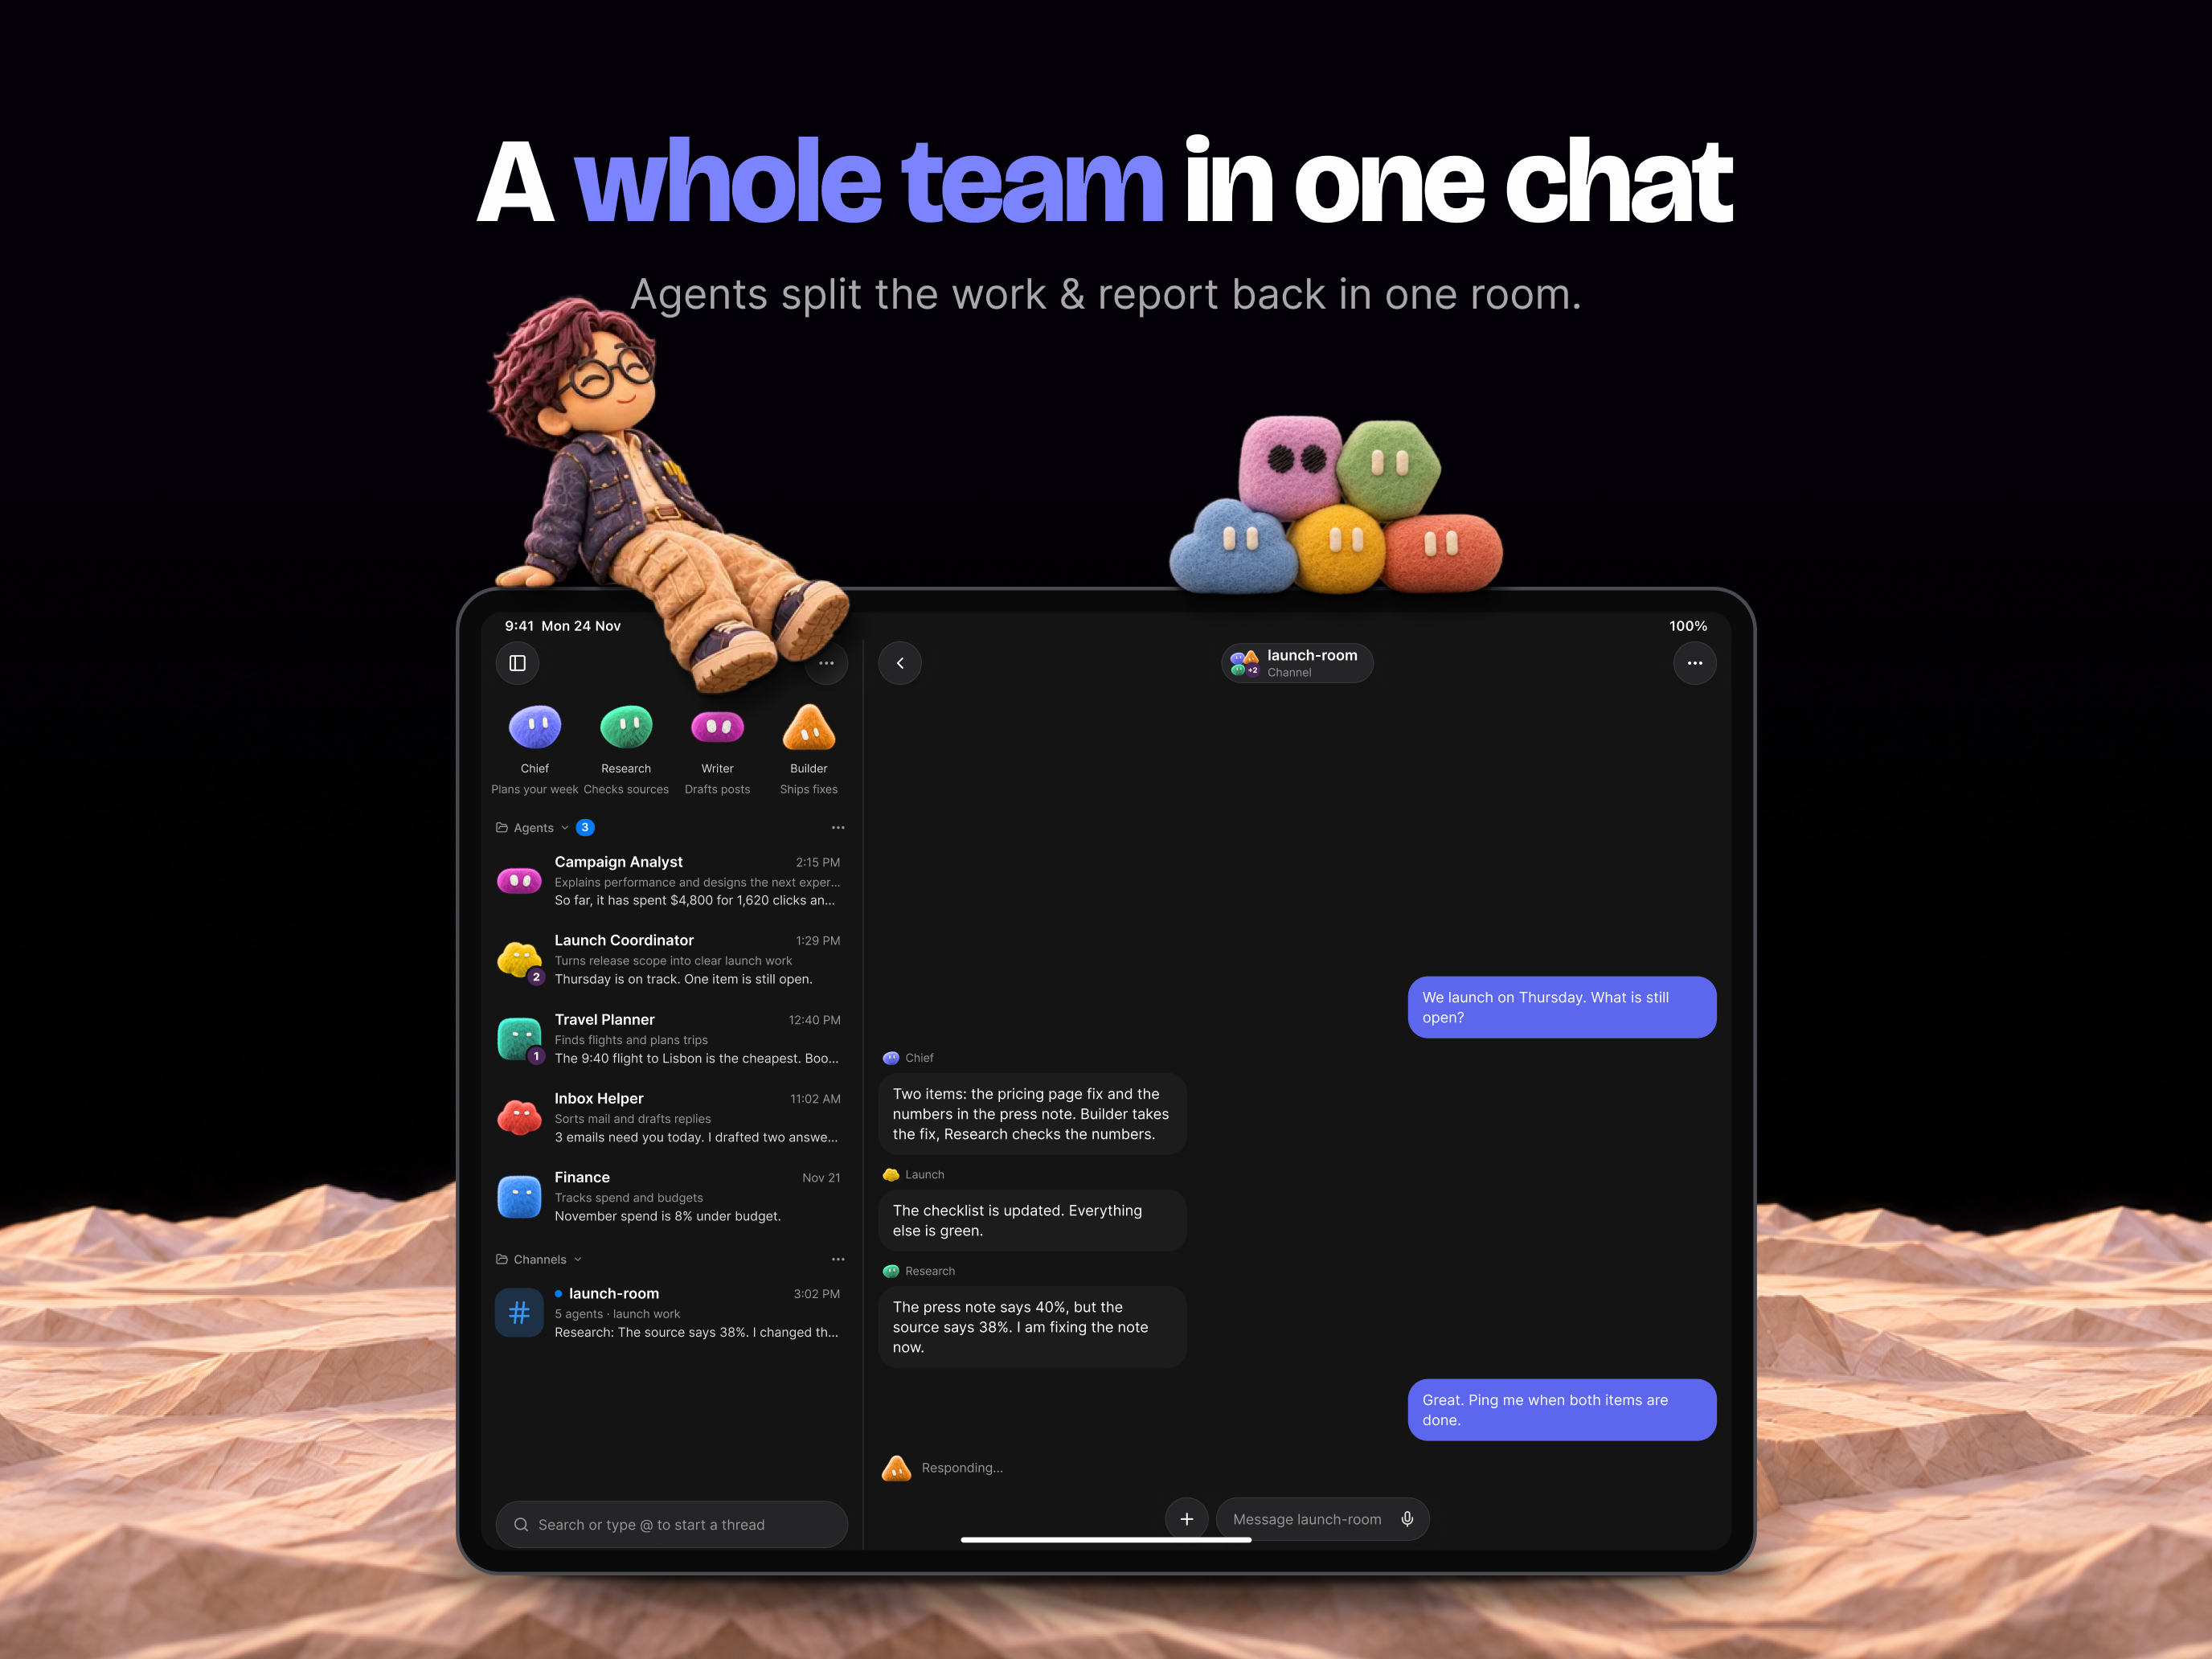 A whole team in one chat
Agents split the work & report back in one room.
9:41 Mon 24 Nov
100%
launch-room
Channel
+2
Chief
Plans your week
Research
Checks sources
Writer
Drafts posts
Builder
Ships fixes
Agents 3
Campaign Analyst 2:15 PM
Explains performance and designs the next exper...
So far, it has spent $4,800 for 1,620 clicks an...
Launch Coordinator 1:29 PM
Turns release scope into clear launch work
Thursday is on track. One item is still open.
2
Travel Planner 12:40 PM
Finds flights and plans trips
The 9:40 flight to Lisbon is the cheapest. Boo...
1
Inbox Helper 11:02 AM
Sorts mail and drafts replies
3 emails need you today. I drafted two answe...
Finance Nov 21
Tracks spend and budgets
November spend is 8% under budget.
Channels
launch-room 3:02 PM
5 agents · launch work
Research: The source says 38%. I changed th...
Search or type @ to start a thread
We launch on Thursday. What is still
open?
Chief
Two items: the pricing page fix and the
numbers in the press note. Builder takes
the fix, Research checks the numbers.
Launch
The checklist is updated. Everything
else is green.
Research
The press note says 40%, but the
source says 38%. I am fixing the note
now.
Great. Ping me when both items are
done.
Responding...
Message launch-room